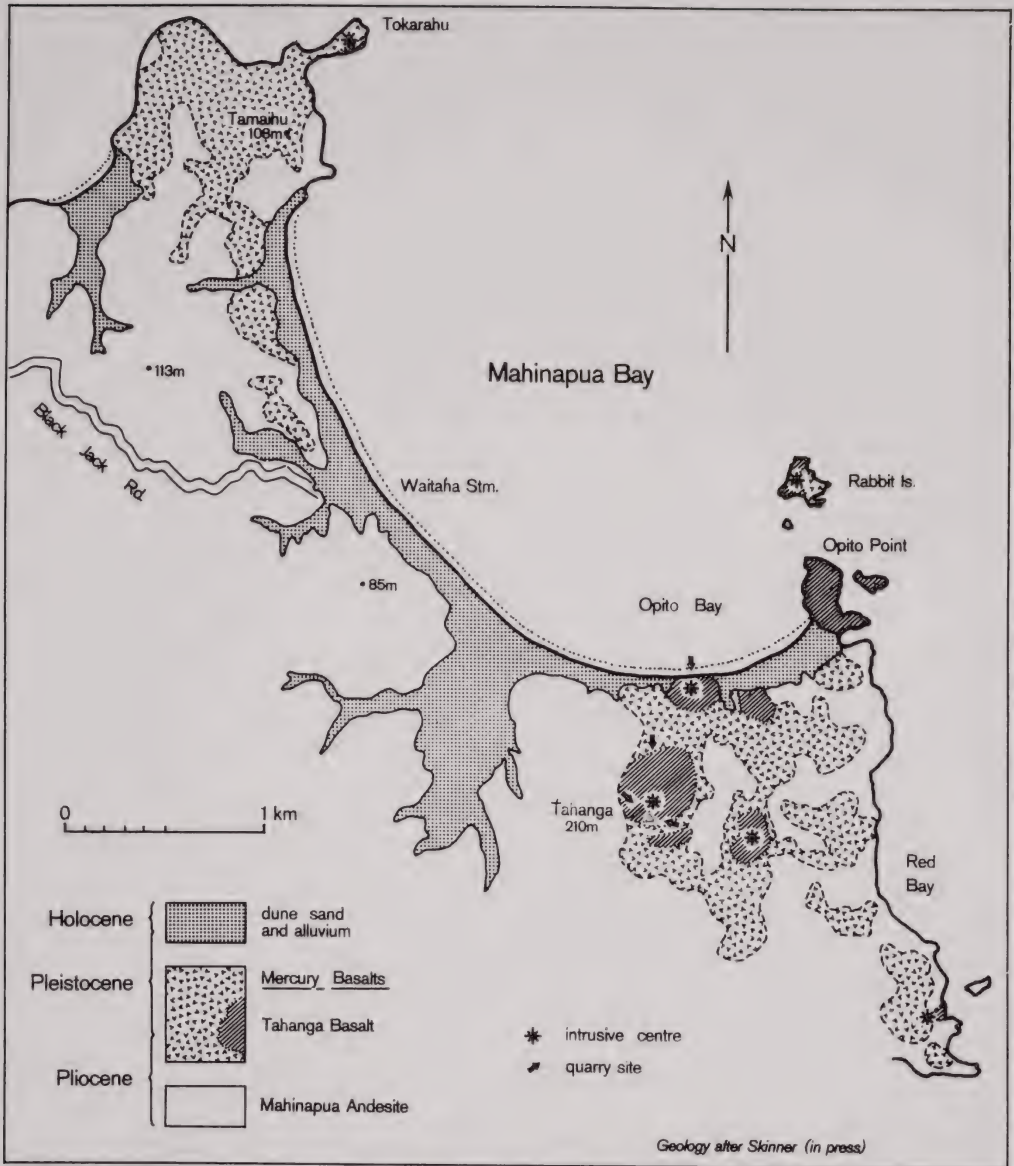 Tokarahu
Tamaihu
108m
N
113m
Mahinapua Bay
Black Jack Rd.
Waitaha Stm.
Rabbit Is.
Opito Point
85m
Opito Bay
0 1 km
Tahanga
210m
Red
Bay
Holocene
dune sand
and alluvium
Pleistocene
Mercury Basalts
Tahanga Basalt
Pliocene
Mahinapua Andesite
intrusive centre
quarry site
Geology after Skinner (in press)